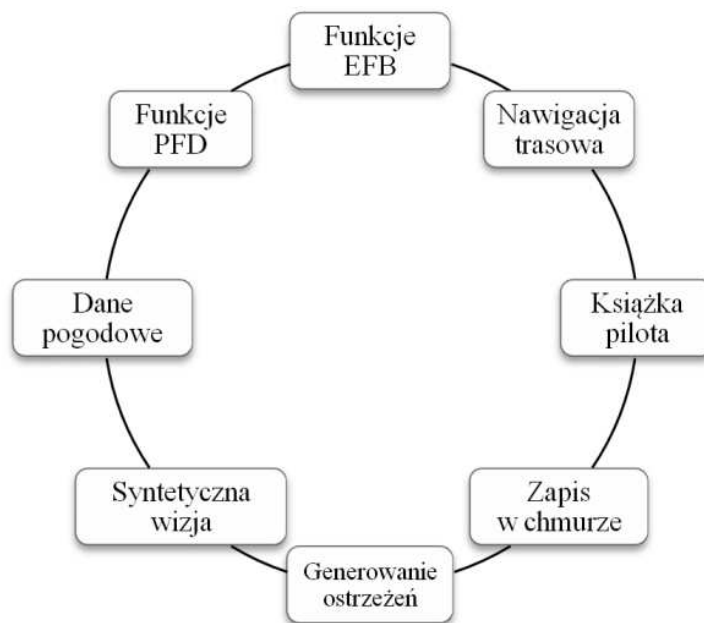 Funkcje
EFB
Nawigacja
trasowa
Książka
pilota
Zapis
w chmurze
Generowanie
ostrzeżeń
Syntetyczna
wizja
Dane
pogodowe
Funkcje
PFD